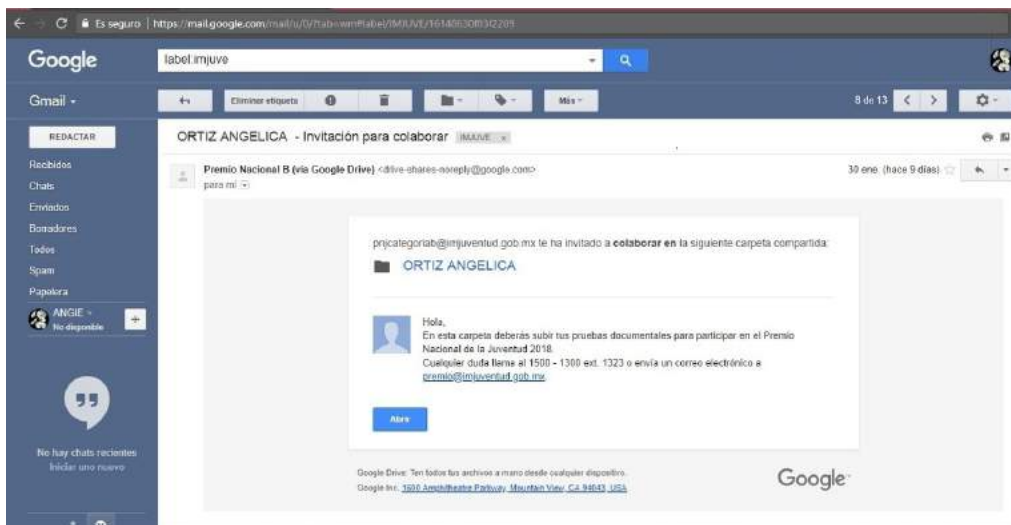 Es seguro | https://mail.google.com/mail/u/0/
Google
label:imjuve
Gmail
Eliminar etiqueta
Más
8 de 13
REDACTAR
ORTIZ ANGELICA - Invitación para colaborar IMJUVE x
Recibidos
Chats
Enviados
Borradores
Todos
Spam
Papelera
ANGIE
No disponible
Premio Nacional B (vía Google Drive) <drive-shares-noreply@google.com>
para mí
30 ene. (hace 9 días)
pnjcategoriab@imjuventud.gob.mx te ha invitado a colaborar en la siguiente carpeta compartida:
ORTIZ ANGELICA
Hola,
En esta carpeta deberás subir tus pruebas documentales para participar en el Premio
Nacional de la Juventud 2018.
Cualquier duda llame al 1500 - 1300 ext. 1323 o envía un correo electrónico a
premio@imjuventud.gob.mx.
Abrir
No hay chats recientes
Iniciar uno nuevo
Google Drive: Ten todos tus archivos a mano desde cualquier dispositivo.
Google Inc. 1600 Amphitheatre Parkway, Mountain View, CA 94043, USA
Google